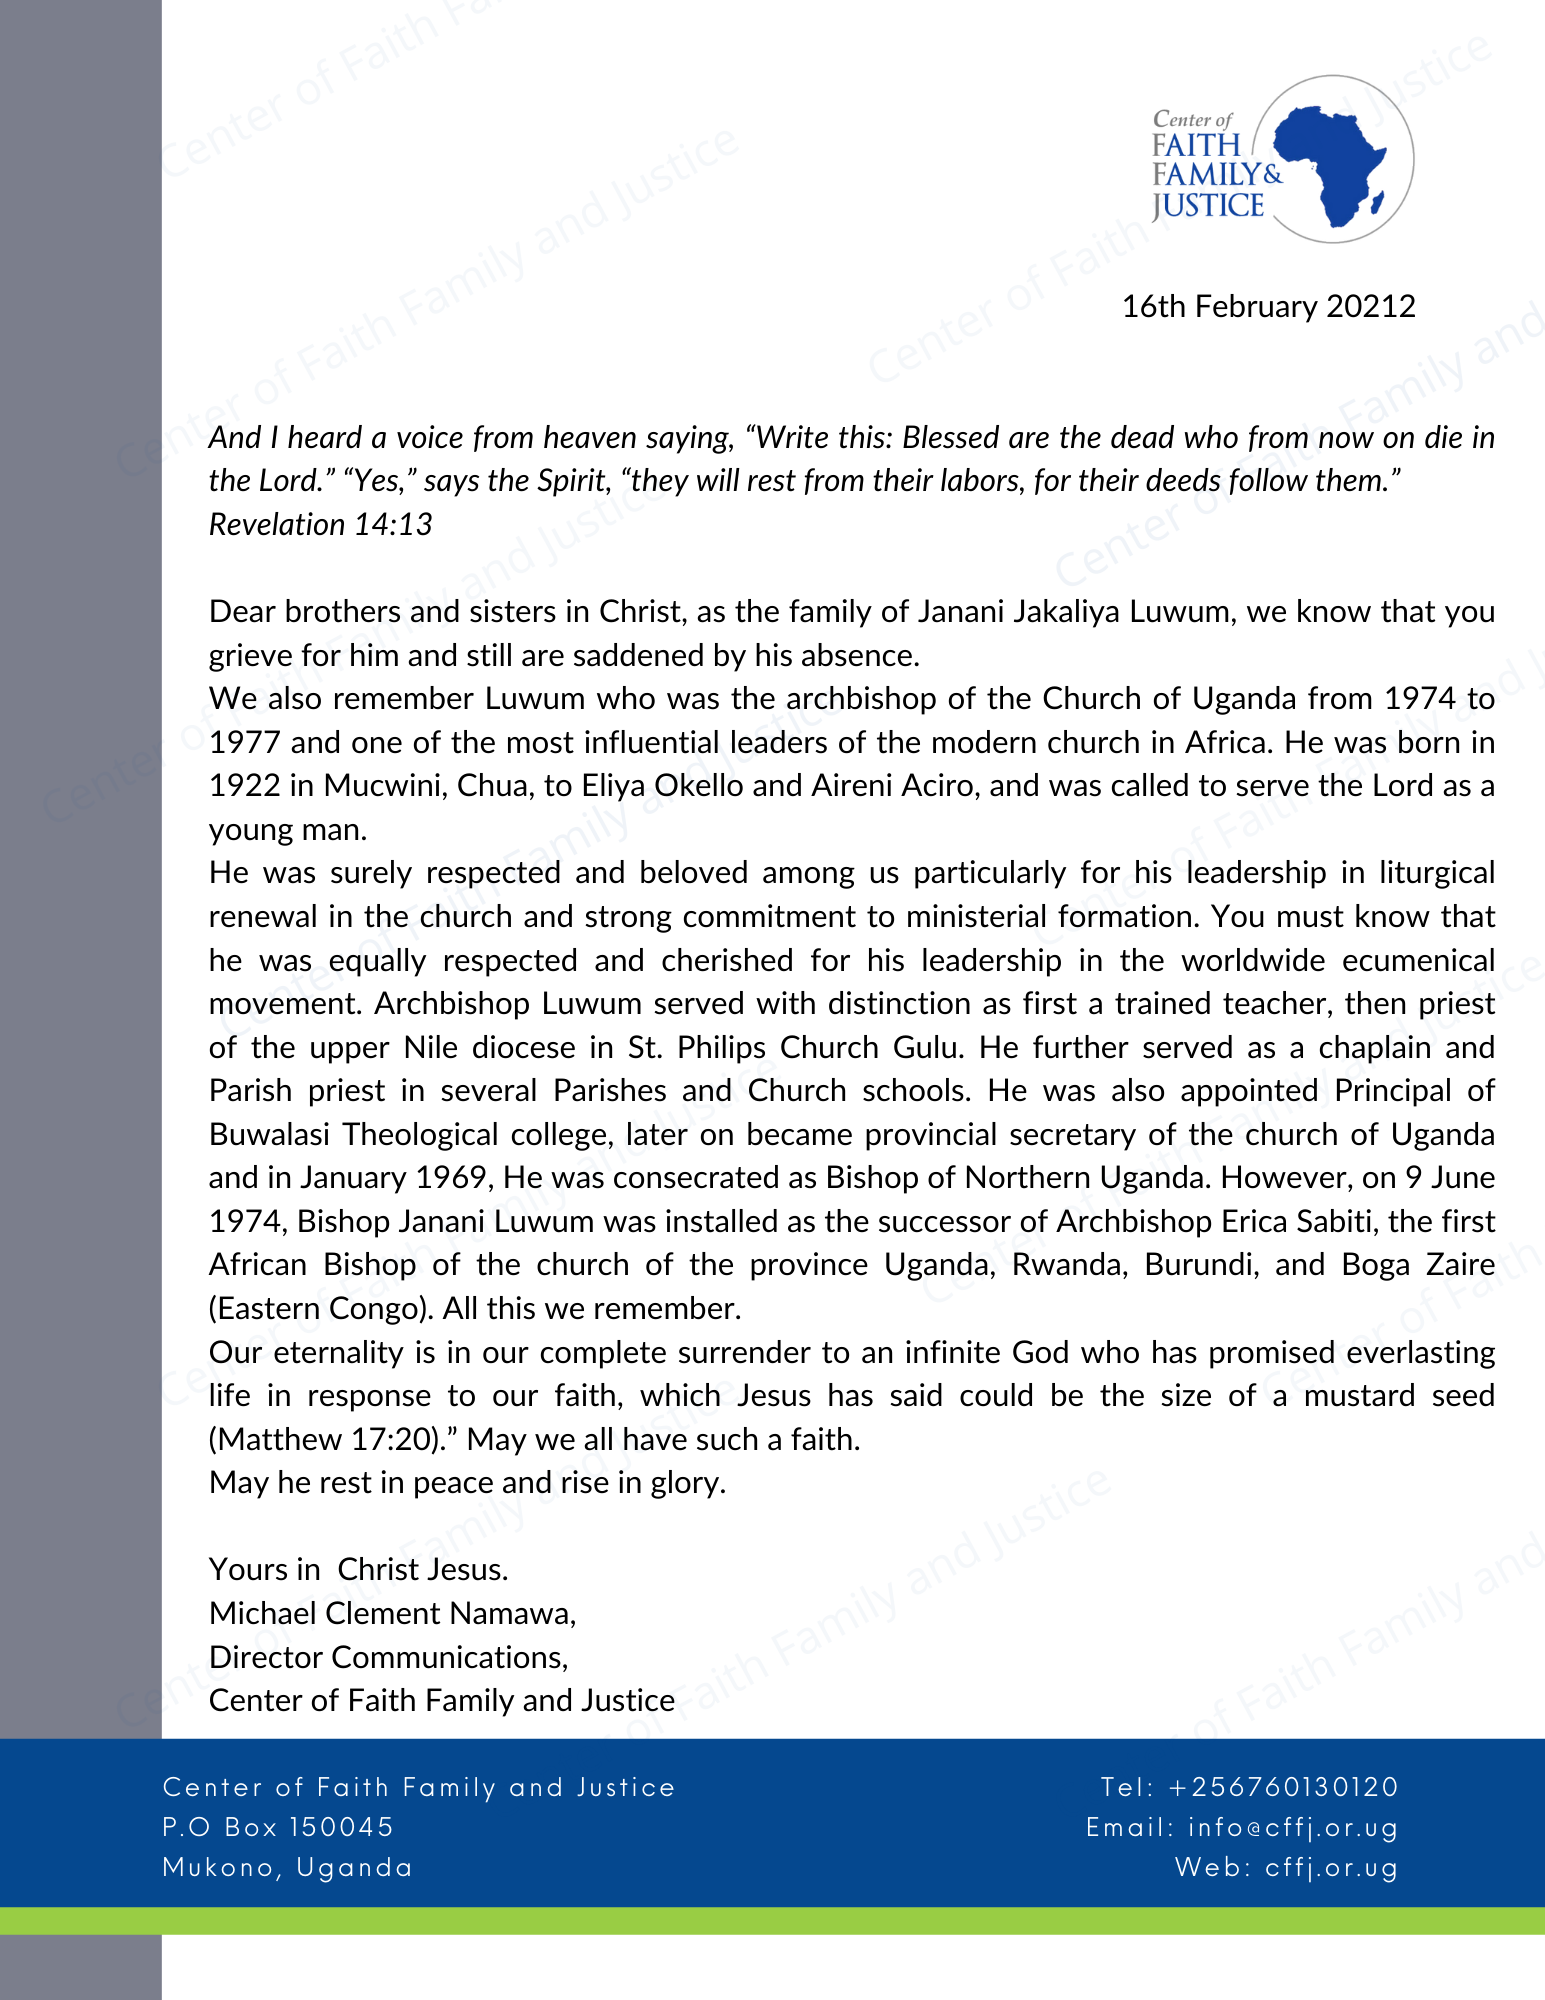 Center of
FAITH
FAMILY&
JUSTICE
16th February 20212
And I heard a voice from heaven saying, “Write this: Blessed are the dead who from now on die in
the Lord.” “Yes,” says the Spirit, “they will rest from their labors, for their deeds follow them.”
Revelation 14:13
Dear brothers and sisters in Christ, as the family of Janani Jakaliya Luwum, we know that you
grieve for him and still are saddened by his absence.
We also remember Luwum who was the archbishop of the Church of Uganda from 1974 to
1977 and one of the most influential leaders of the modern church in Africa. He was born in
1922 in Mucwini, Chua, to Eliya Okello and Aireni Aciro, and was called to serve the Lord as a
young man.
He was surely respected and beloved among us particularly for his leadership in liturgical
renewal in the church and strong commitment to ministerial formation. You must know that
he was equally respected and cherished for his leadership in the worldwide ecumenical
movement. Archbishop Luwum served with distinction as first a trained teacher, then priest
of the upper Nile diocese in St. Philips Church Gulu. He further served as a chaplain and
Parish priest in several Parishes and Church schools. He was also appointed Principal of
Buwalasi Theological college, later on became provincial secretary of the church of Uganda
and in January 1969, He was consecrated as Bishop of Northern Uganda. However, on 9 June
1974, Bishop Janani Luwum was installed as the successor of Archbishop Erica Sabiti, the first
African Bishop of the church of the province Uganda, Rwanda, Burundi, and Boga Zaire
(Eastern Congo). All this we remember.
Our eternality is in our complete surrender to an infinite God who has promised everlasting
life in response to our faith, which Jesus has said could be the size of a mustard seed
(Matthew 17:20).” May we all have such a faith.
May he rest in peace and rise in glory.
Yours in  Christ Jesus.
Michael Clement Namawa,
Director Communications,
Center of Faith Family and Justice
Center of Faith Family and Justice
P.O Box 150045
Mukono, Uganda
Tel: +256760130120
Email: info@cffj.or.ug
Web: cffj.or.ug